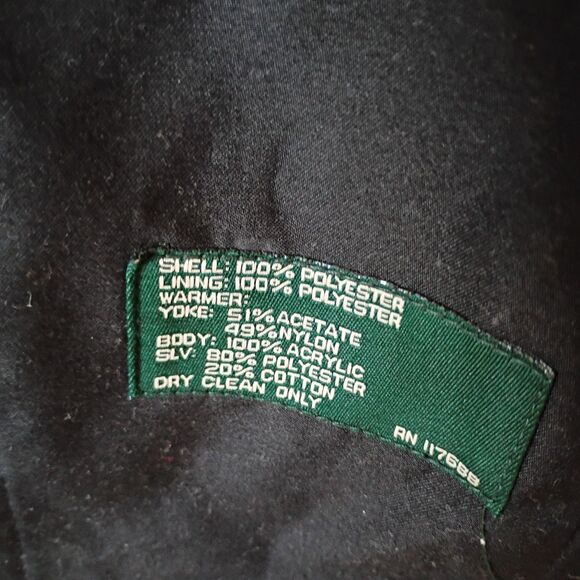 SHELL: 100% POLYESTER
LINING: 100% POLYESTER
WARMER:
YOKE: 51% ACETATE
49% NYLON
BODY: 100% ACRYLIC
SLV: 80% POLYESTER
20% COTTON
DRY CLEAN ONLY
RN 117688